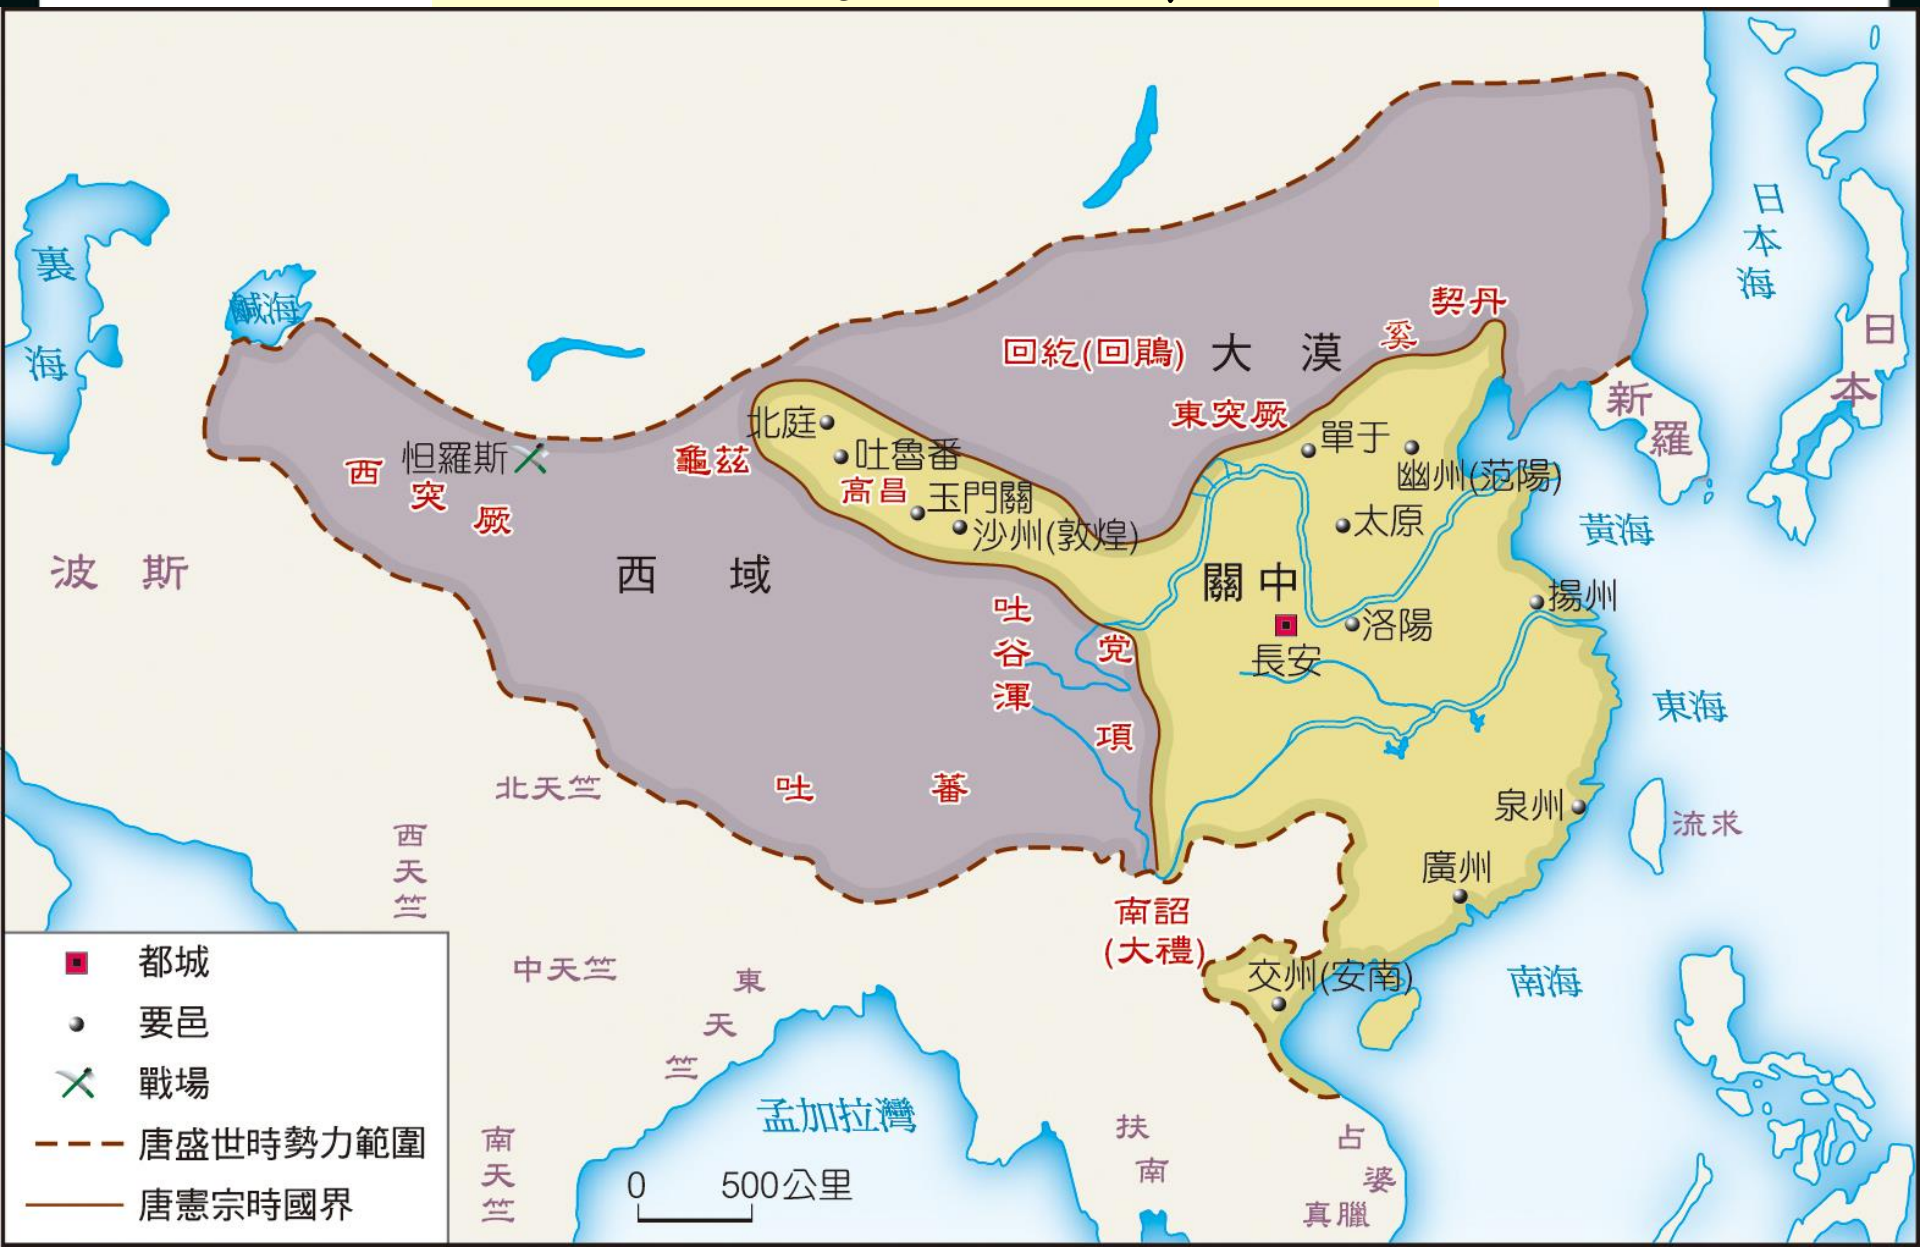 裏海
鹹海
日本海
日本
新羅
契丹
奚
回紇(回鶻)
大漠
東突厥
北庭
吐魯番
高昌
玉門關
沙州(敦煌)
龜茲
怛羅斯
西突厥
單于
幽州(范陽)
太原
黃海
波斯
西域
關中
長安
洛陽
揚州
吐谷渾
党項
東海
吐蕃
北天竺
西天竺
中天竺
東天竺
南天竺
泉州
流求
廣州
南詔
(大禮)
交州(安南)
南海
孟加拉灣
扶南
占婆
真臘
都城
要邑
戰場
唐盛世時勢力範圍
唐憲宗時國界
0 500公里